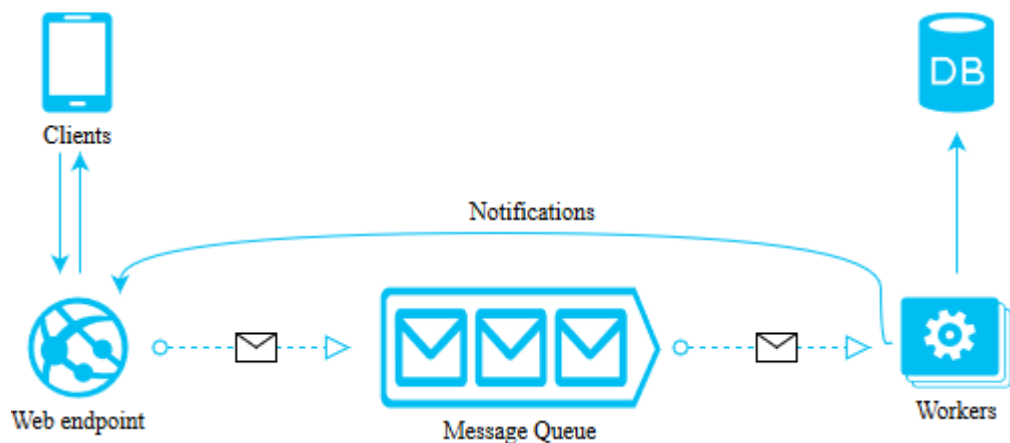 DB
Clients
Notifications
Web endpoint
Message Queue
Workers